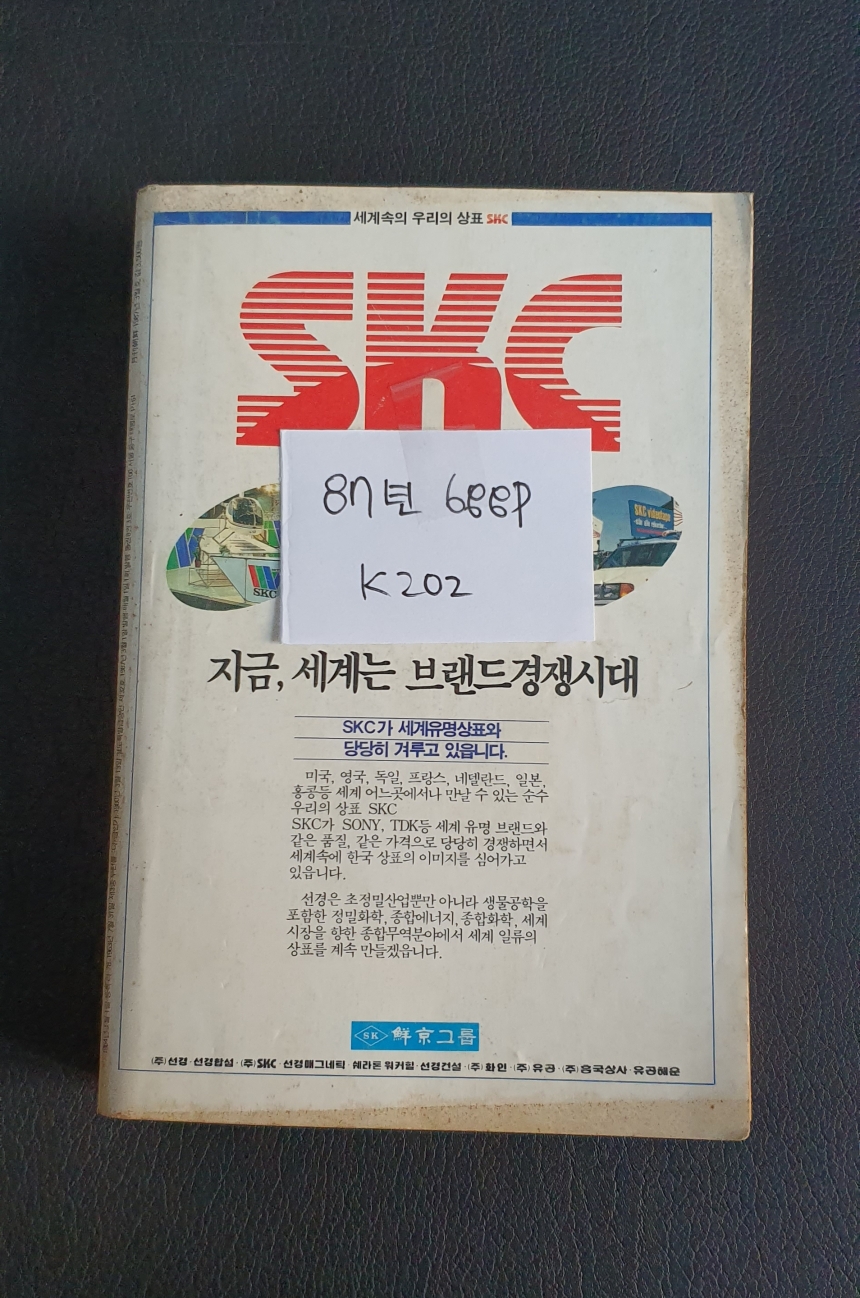 세계속의 우리의 상표 SKC
SKC
87년 688P
K202
SKC
SKC videotape
지금, 세계는 브랜드경쟁시대
SKC가 세계유명상표와
당당히 겨루고 있읍니다.
미국, 영국, 독일, 프랑스, 네델란드, 일본,
홍콩등 세계 어느곳에서나 만날 수 있는 순수
우리의 상표 SKC
SKC가 SONY, TDK등 세계 유명 브랜드와
같은 품질, 같은 가격으로 당당히 경쟁하면서
세계속에 한국 상표의 이미지를 심어가고
있읍니다.
선경은 초정밀산업뿐만 아니라 생물공학을
포함한 정밀화학, 종합에너지, 종합화학, 세계
시장을 향한 종합무역분야에서 세계 일류의
상표를 계속 만들겠읍니다.
SK 鮮京그룹
(주)선경·선경합섬·(주)SKC·선경매그네틱·쉐라톤 워커힐·선경건설·(주)화인·(주)유공·(주)흥국상사·유공해운